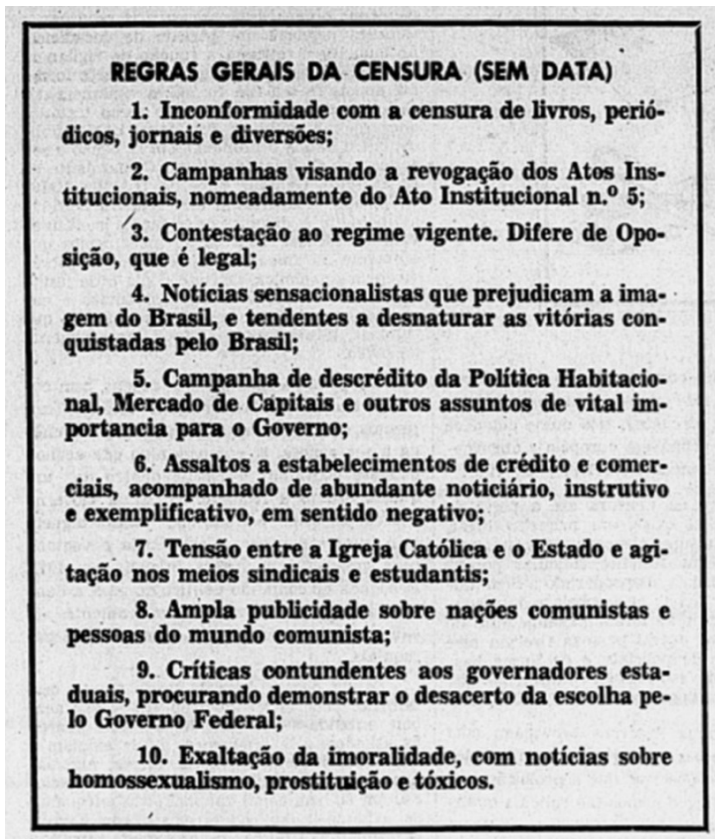 REGRAS GERAIS DA CENSURA (SEM DATA)
1. Inconformidade com a censura de livros, perió-
dicos, jornais e diversões;
2. Campanhas visando a revogação dos Atos Ins-
titucionais, nomeadamente do Ato Institucional n.º 5;
3. Contestação ao regime vigente. Difere de Opo-
sição, que é legal;
4. Notícias sensacionalistas que prejudicam a ima-
gem do Brasil, e tendentes a desnaturar as vitórias con-
quistadas pelo Brasil;
5. Campanha de descrédito da Política Habitacio-
nal, Mercado de Capitais e outros assuntos de vital im-
portancia para o Governo;
6. Assaltos a estabelecimentos de crédito e comer-
ciais, acompanhado de abundante noticiário, instrutivo
e exemplificativo, em sentido negativo;
7. Tensão entre a Igreja Católica e o Estado e agi-
tação nos meios sindicais e estudantis;
8. Ampla publicidade sobre nações comunistas e
pessoas do mundo comunista;
9. Críticas contundentes aos governadores esta-
duais, procurando demonstrar o desacerto da escolha pe-
lo Governo Federal;
10. Exaltação da imoralidade, com notícias sobre
homossexualismo, prostituição e tóxicos.